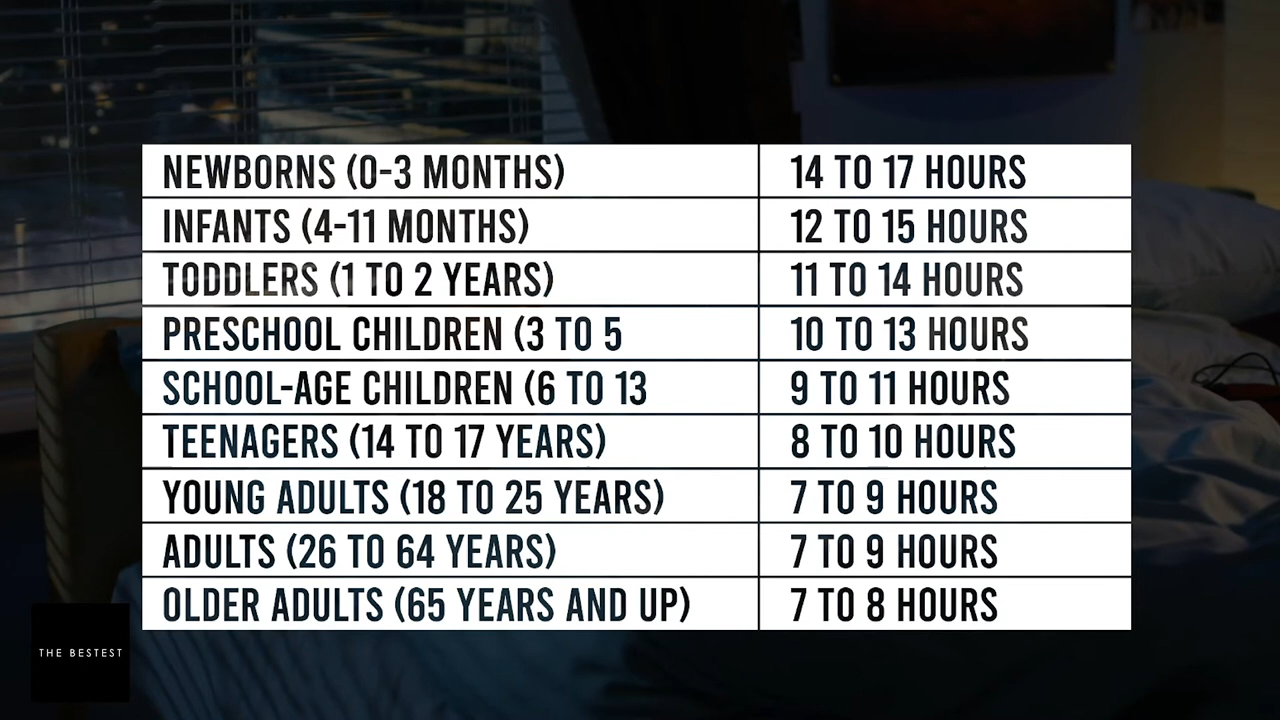 NEWBORNS (0-3 MONTHS) 14 TO 17 HOURS
INFANTS (4-11 MONTHS) 12 TO 15 HOURS
TODDLERS (1 TO 2 YEARS) 11 TO 14 HOURS
PRESCHOOL CHILDREN (3 TO 5 10 TO 13 HOURS
SCHOOL-AGE CHILDREN (6 TO 13 9 TO 11 HOURS
TEENAGERS (14 TO 17 YEARS) 8 TO 10 HOURS
YOUNG ADULTS (18 TO 25 YEARS) 7 TO 9 HOURS
ADULTS (26 TO 64 YEARS) 7 TO 9 HOURS
OLDER ADULTS (65 YEARS AND UP) 7 TO 8 HOURS
THE BESTEST